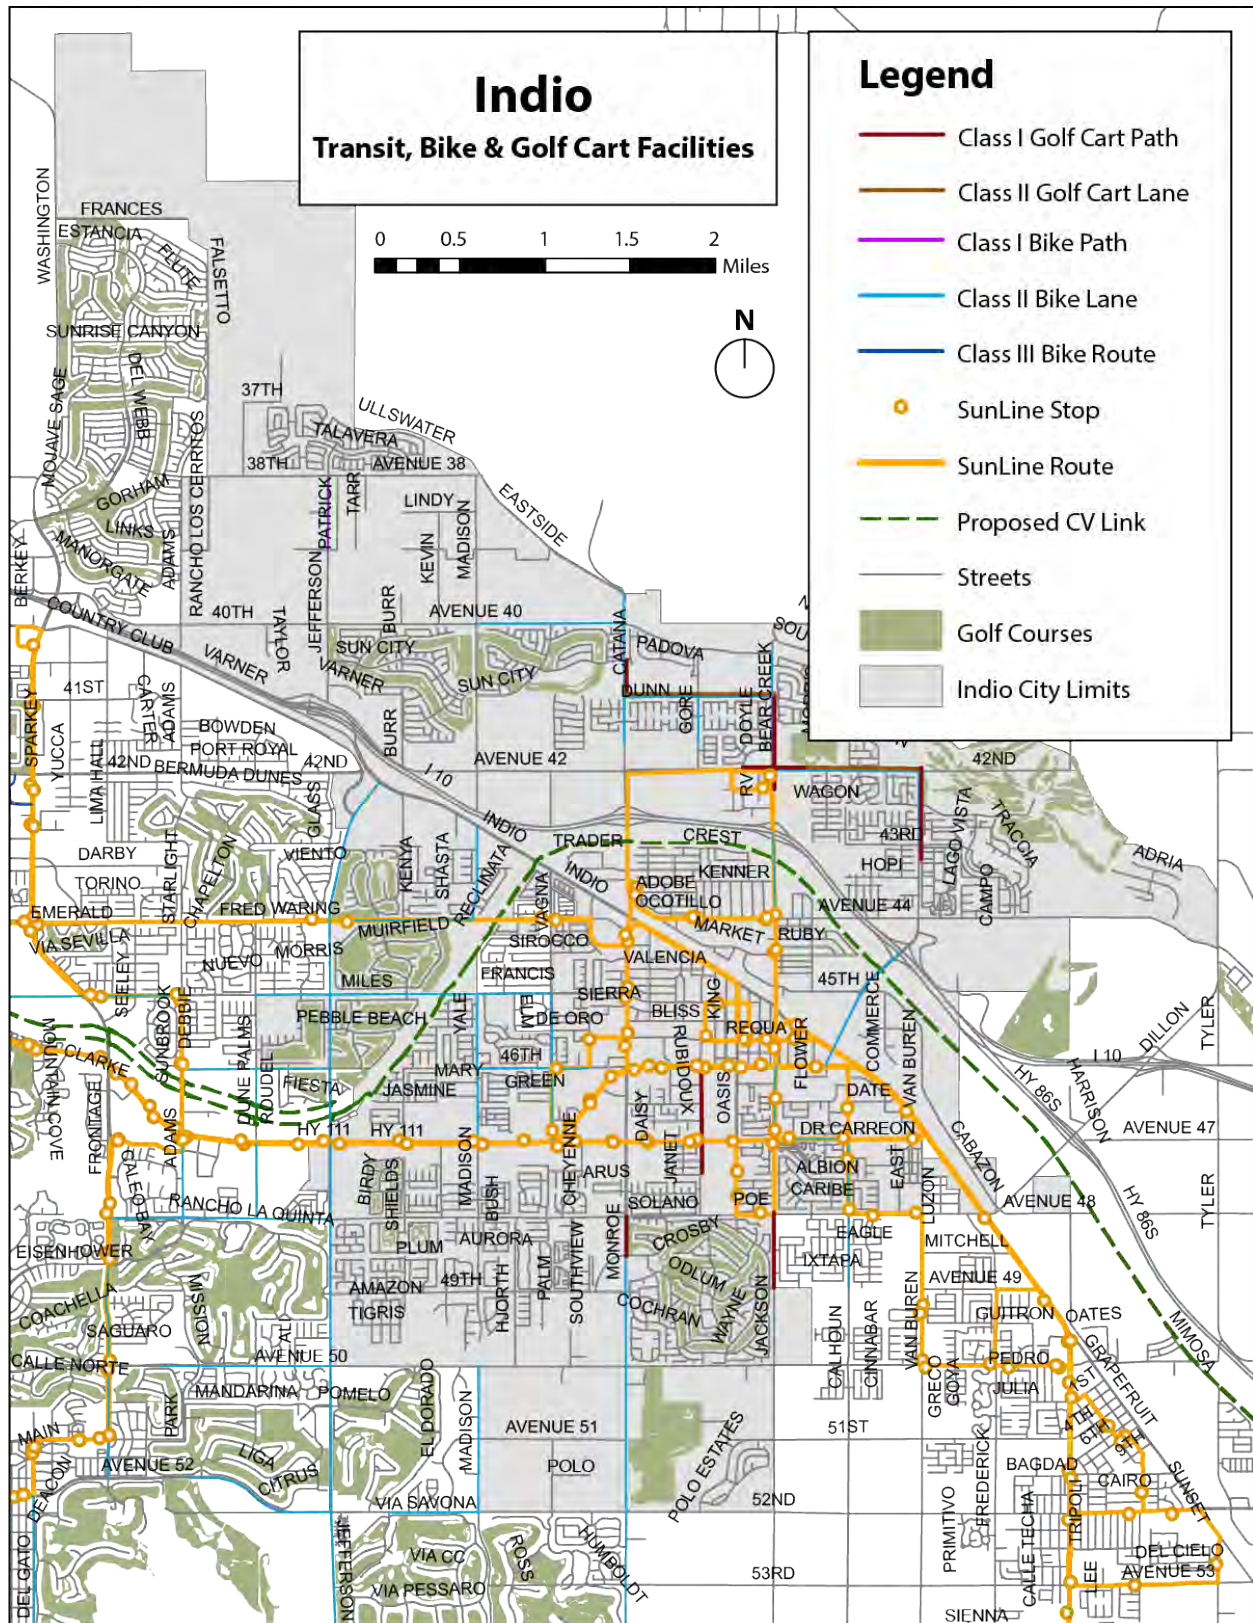 Indio
Transit, Bike & Golf Cart Facilities
0 0.5 1 1.5 2
Miles
N
Legend
Class I Golf Cart Path
Class II Golf Cart Lane
Class I Bike Path
Class II Bike Lane
Class III Bike Route
SunLine Stop
SunLine Route
Proposed CV Link
Streets
Golf Courses
Indio City Limits
WASHINGTON
FRANCES
ESTANCIA
FLUTE
FALSETTO
SUNRISE CANYON
DEL WEBB
MOJAVE SAGE
37TH
ULLSWATER
TALAVERA
38TH
AVENUE 38
RANCHO LOS CERRITOS
GORHAM
LINKS
MANORGATE
ADAMS
PATRICK
TARR
LINDY
KEVIN
MADISON
EASTSIDE
BERKEY
COUNTRY CLUB
40TH
TAYLOR
JEFFERSON
BURR
AVENUE 40
VARNER
VARNER
SUN CITY
SUN CITY
CATANA
PADOVA
41ST
CARTER
ADAMS
BOWDEN
PORT ROYAL
42ND
42ND
BERMUDA DUNES
SPARKEY
YUCCA
LIMA HALL
BURR
I 10
AVENUE 42
DUNN
GORE
DOYLE
BEAR CREEK
RV
42ND
WAGON
43RD
HOPI
LAGO VISTA
CAMPO
TRACCIA
ADRIA
GLASS
DARBY
TORINO
STARLIGHT
CHAPELTON
VIENTO
KENYA
SHASTA
RECLINATA
INDIO
TRADER
CREST
INDIO
KENNER
ADOBE
OCOTILLO
AVENUE 44
EMERALD
FRED WARING
MUIRFIELD
VAGNA
SIROCCO
MARKET
RUBY
VIA SEVILLA
SEELEY
NUEVO
MORRIS
MILES
FRANCIS
VALENCIA
45TH
COMMERCE
SIERRA
KING
BLISS
ELM
DE ORO
PEBBLE BEACH
YALE
REQUA
SUNBROOK
DEBBIE
DUNE PALMS
ROUDEL
CLARKE
MOUNTAIN COVE
FIESTA
JASMINE
MARY
46TH
GREEN
RUBIDOUX
OASIS
FLOWER
VAN BUREN
DATE
I 10
DILLON
TYLER
HARRISON
HY 86S
FRONTAGE
ADAMS
HY 111
HY 111
CHEYENNE
DAISY
JANET
DR CARREON
CABAZON
AVENUE 47
CALEO BAY
BIRDY
SHIELDS
MADISON
BUSH
ARUS
SOLANO
POE
ALBION
CARIBE
EAST
LUZON
AVENUE 48
HY 86S
TYLER
RANCHO LA QUINTA
EISENHOWER
PLUM
AURORA
PALM
SOUTHVIEW
MONROE
CROSBY
ODLUM
EAGLE
MITCHELL
IXTAPA
COACHELLA
MISSION
AMAZON
49TH
TIGRIS
HJORTH
COCHRAN
WAYNE
JACKSON
AVENUE 49
GUITRON
OATES
MIMOSA
SAGUARO
ALI
AVENUE 50
CALLE NORTE
CALHOUN
CINNABAR
VAN BUREN
GRECO
GOYA
PEDRO
JULIA
1ST
GRAPEFRUIT
PARK
MANDARINA
POMELO
EL DORADO
MADISON
AVENUE 51
POLO ESTATES
51ST
4TH
6TH
MAIN
DEACON
AVENUE 52
LIGA
CITRUS
POLO
52ND
PRIMITIVO
FREDERICK
BAGDAD
CAIRO
SUNSET
CALLE TECHA
TRIPOLI
VIA SAVONA
DEL GATO
JEFFERSON
VIA CC
VIA PESSARO
ROSS
HUMBOLDT
53RD
LEE
DEL CIELO
AVENUE 53
SIENNA